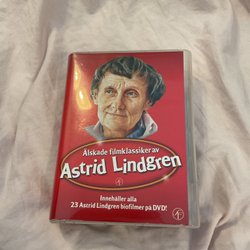 Älskade filmklassiker av
Astrid Lindgren
Innehåller alla
23 Astrid Lindgren biofilmer på DVD!